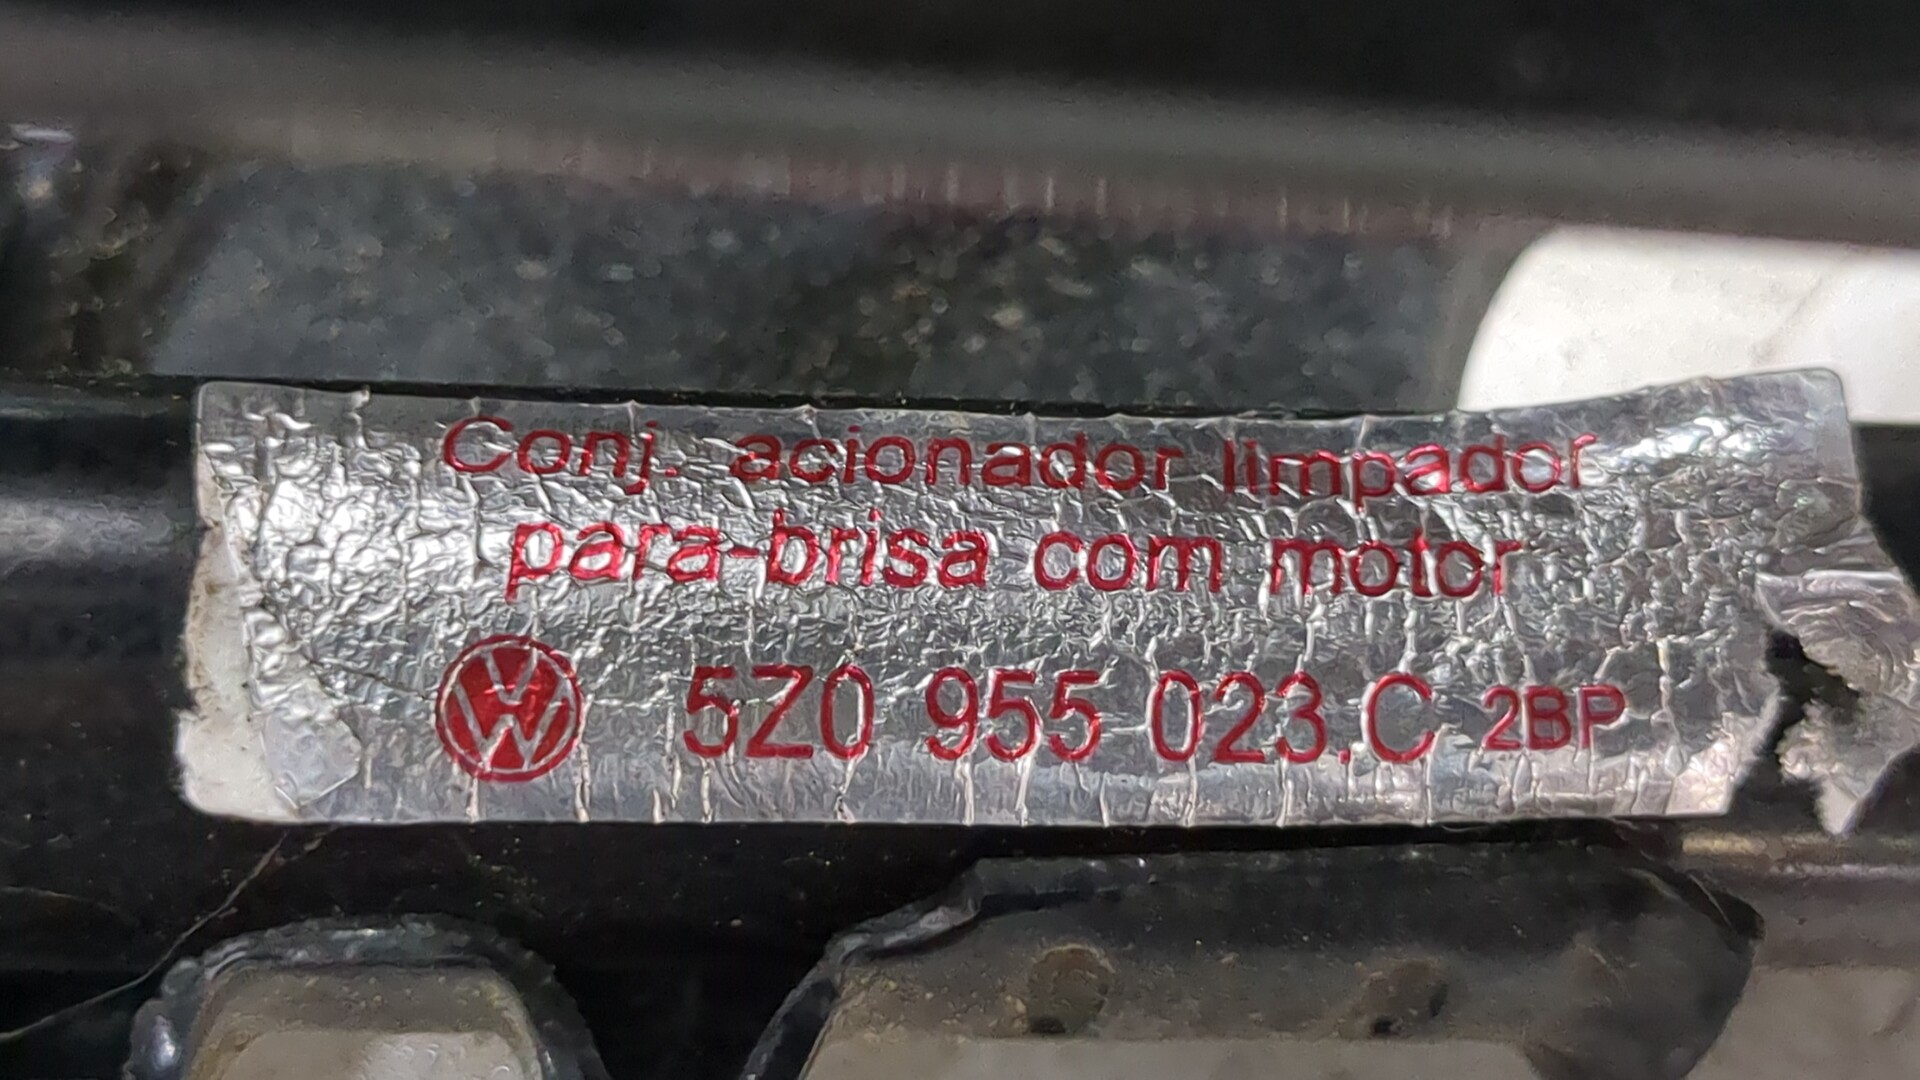 Conj. acionador limpador
para-brisa com motor
5Z0 955 023.C 2BP